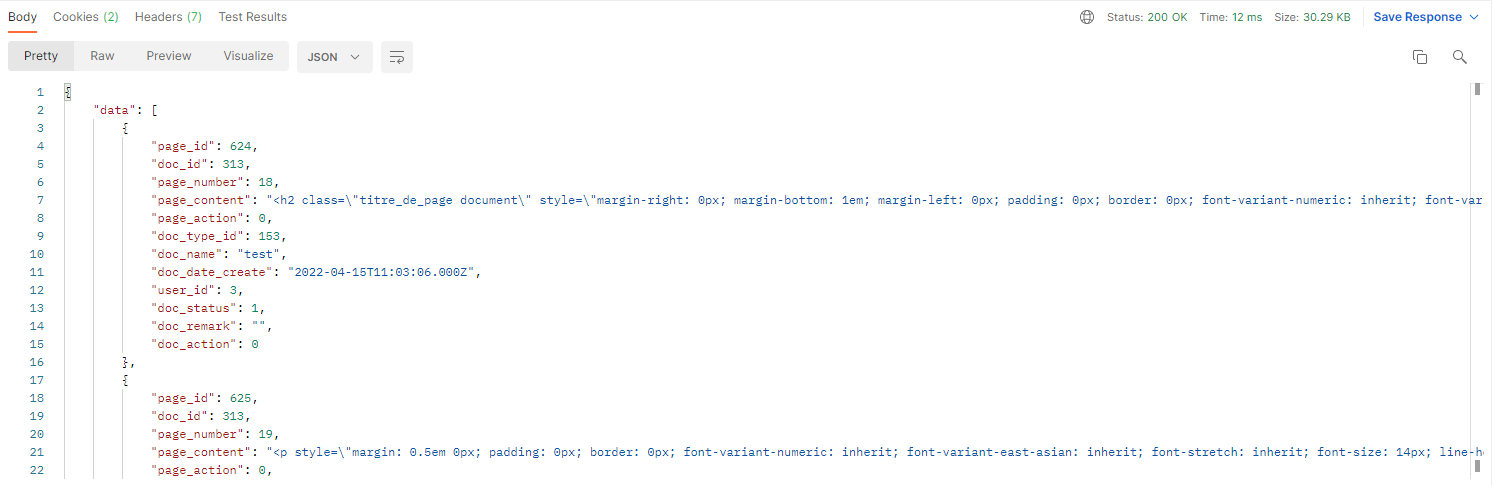 Body Cookies (2) Headers (7) Test Results Status: 200 OK Time: 12 ms Size: 30.29 KB Save Response
Pretty Raw Preview Visualize JSON
1 {
2 "data": [
3 {
4 "page_id": 624,
5 "doc_id": 313,
6 "page_number": 18,
7 "page_content": "<h2 class=\"titre_de_page document\" style=\"margin-right: 0px; margin-bottom: 1em; margin-left: 0px; padding: 0px; border: 0px; font-variant-numeric: inherit; font-var
8 "page_action": 0,
9 "doc_type_id": 153,
10 "doc_name": "test",
11 "doc_date_create": "2022-04-15T11:03:06.000Z",
12 "user_id": 3,
13 "doc_status": 1,
14 "doc_remark": "",
15 "doc_action": 0
16 },
17 {
18 "page_id": 625,
19 "doc_id": 313,
20 "page_number": 19,
21 "page_content": "<p style=\"margin: 0.5em 0px; padding: 0px; border: 0px; font-variant-numeric: inherit; font-variant-east-asian: inherit; font-stretch: inherit; font-size: 14px; line-he
22 "page_action": 0,